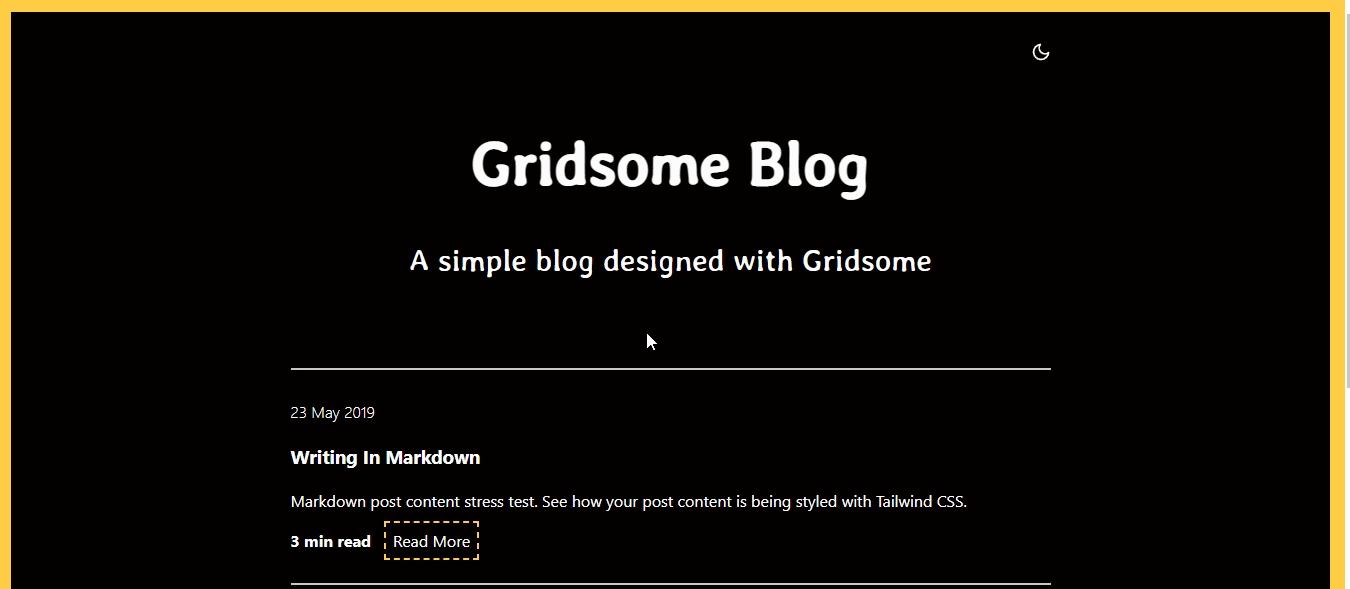 Gridsome Blog
A simple blog designed with Gridsome
23 May 2019
Writing In Markdown
Markdown post content stress test. See how your post content is being styled with Tailwind CSS.
3 min read Read More